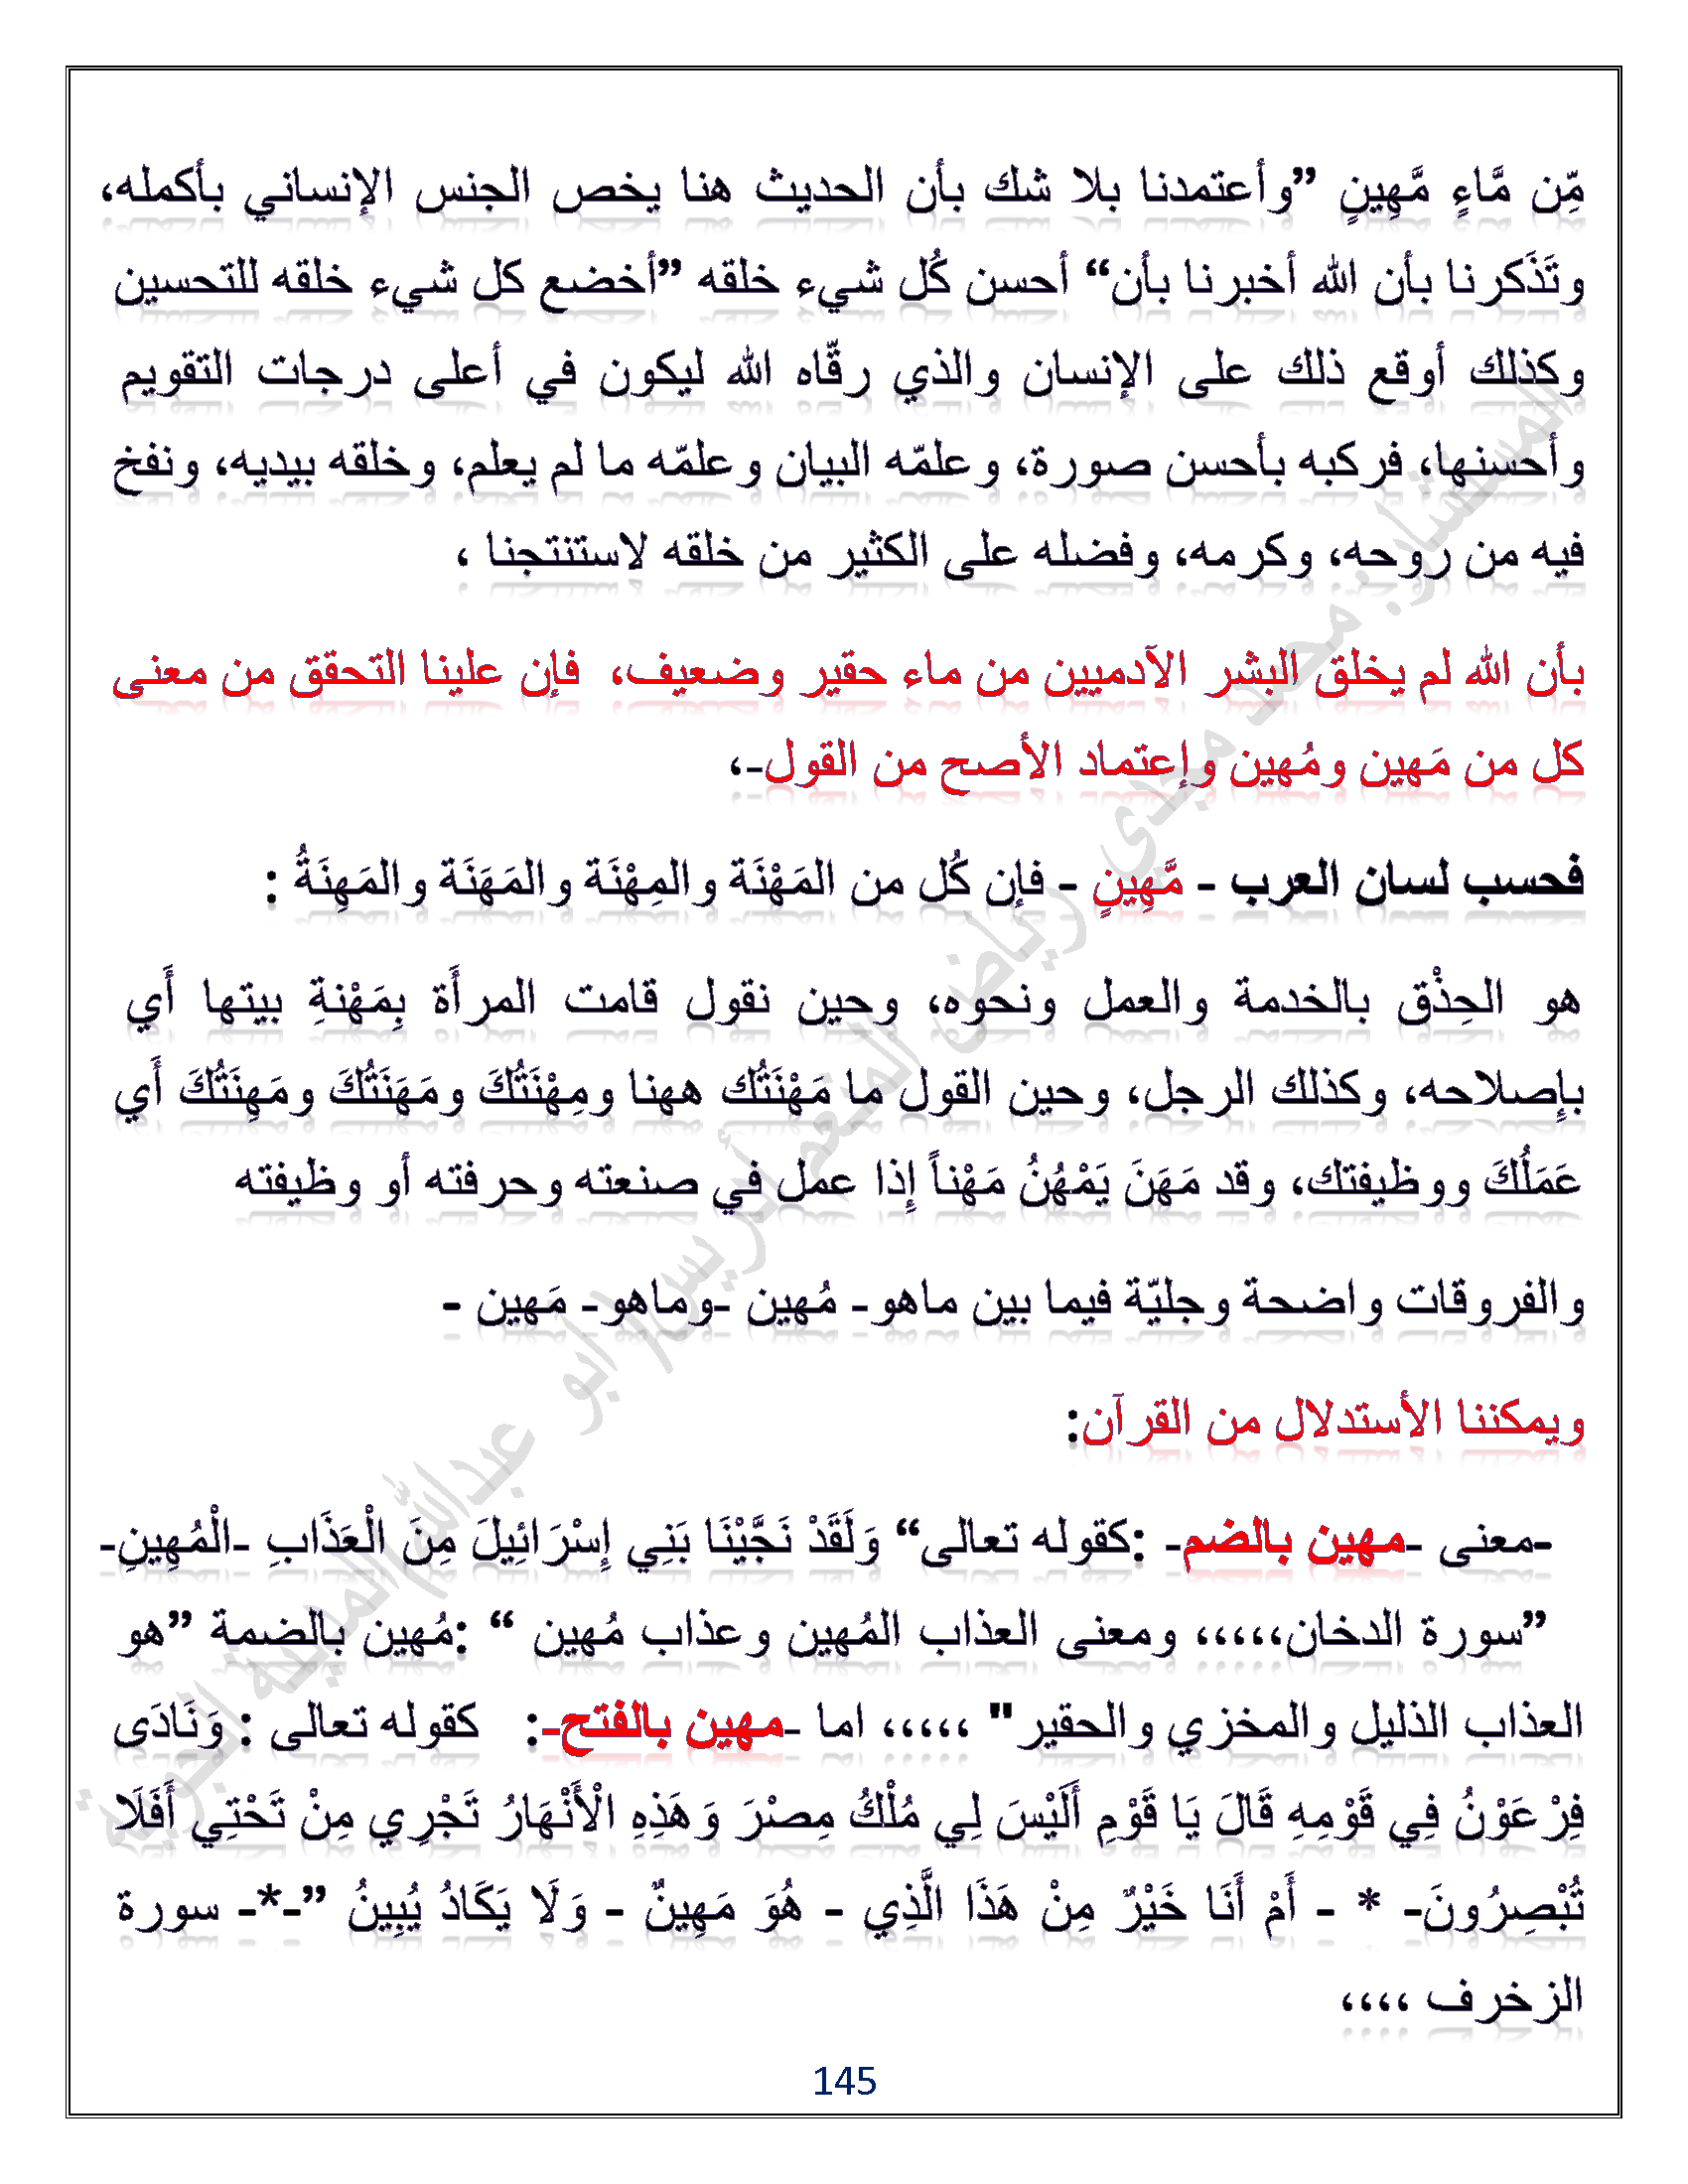 مِّن مَّاءٍ مَّهِينٍ ”وأعتمدنا بلا شك بأن الحديث هنا يخص الجنس الإنساني بأكمله،
وتَذَكرنا بأن الله أخبرنا بأن“ أحسن كُل شيء خلقه ”أخضع كل شيء خلقه للتحسين
وكذلك أوقع ذلك على الإنسان والذي رقّاه الله ليكون في أعلى درجات التقويم
وأحسنها، فركبه بأحسن صورة، وعلمّه البيان وعلمّه ما لم يعلم، وخلقه بيديه، ونفخ
فيه من روحه، وكرمه، وفضله على الكثير من خلقه لاستنتجنا ،
بأن الله لم يخلق البشر الآدميين من ماء حقير وضعيف، فإن علينا التحقق من معنى
كل من مَهين ومُهين وإعتماد الأصح من القول-،
فحسب لسان العرب - مَّهِينٍ - فإن كُل من المَهْنَة والمِهْنَة والمَهَنَة والمَهِنَةُ :
هو الحِذْق بالخدمة والعمل ونحوه، وحين نقول قامت المرأَة بِمَهْنةِ بيتها أَي
بإِصلاحه، وكذلك الرجل، وحين القول ما مَهْنَتُك ههنا ومِهْنَتُكَ ومَهَنَتُكَ ومَهِنَتُكَ أَي
عَمَلُكَ ووظيفتك، وقد مَهَنَ يَمْهُنُ مَهْناً إِذا عمل في صنعته وحرفته أو وظيفته
والفروقات واضحة وجليّة فيما بين ماهو- مُهين -وماهو- مَهين -
ويمكننا الأستدلال من القرآن:
-معنى -مهين بالضم- :كقوله تعالى“ وَلَقَدْ نَجَّيْنَا بَنِي إِسْرَائِيلَ مِنَ الْعَذَابِ -الْمُهِينِ-
”سورة الدخان،،،،، ومعنى العذاب المُهين وعذاب مُهين “ :مُهين بالضمة ”هو
العذاب الذليل والمخزي والحقير" ،،،،، اما -مهين بالفتح-: كقوله تعالى : وَنَادَى
فِرْعَوْنُ فِي قَوْمِهِ قَالَ يَا قَوْمِ أَلَيْسَ لِي مُلْكُ مِصْرَ وَهَذِهِ الْأَنْهَارُ تَجْرِي مِنْ تَحْتِي أَفَلَا
تُبْصِرُونَ- * - أَمْ أَنَا خَيْرٌ مِنْ هَذَا الَّذِي - هُوَ مَهِينٌ - وَلَا يَكَادُ يُبِينُ ”-*- سورة
الزخرف ،،،،
145